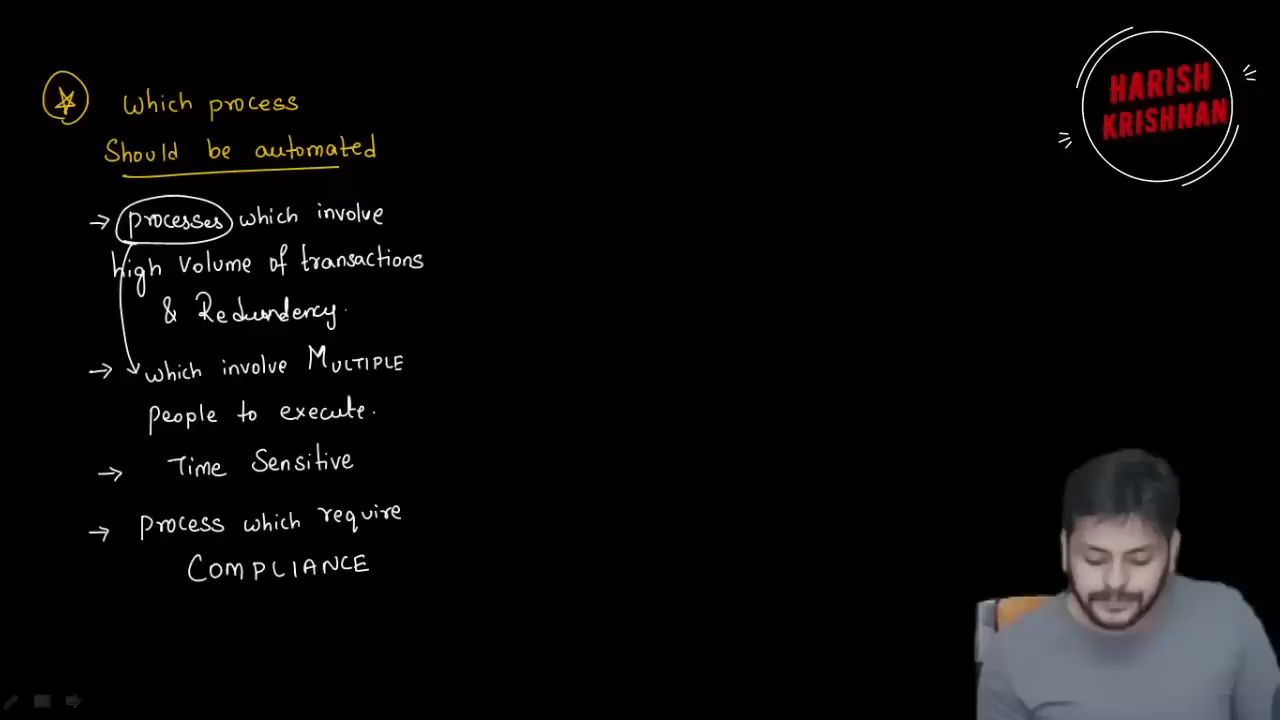 Which process
Should be automated
→ processes which involve
high volume of transactions
& Redundency.
→ which involve MULTIPLE
people to execute.
→ Time Sensitive
→ Process which require
COMPLIANCE
HARISH
KRISHNAN